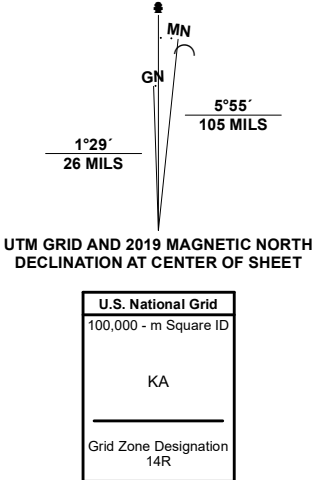 MN
GN
5°55´
105 MILS
1°29´
26 MILS
UTM GRID AND 2019 MAGNETIC NORTH
DECLINATION AT CENTER OF SHEET
U.S. National Grid
100,000 - m Square ID
KA
Grid Zone Designation
14R